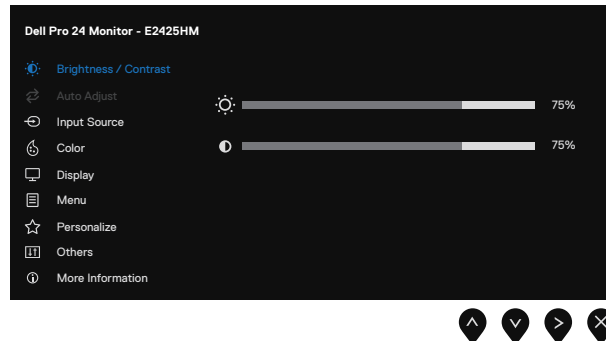 Dell Pro 24 Monitor - E2425HM
Brightness / Contrast
Auto Adjust
Input Source
Color
Display
Menu
Personalize
Others
More Information
75%
75%